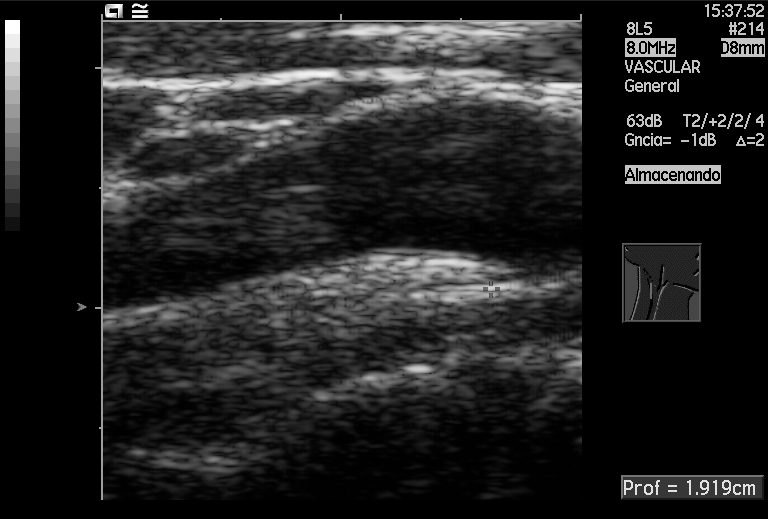 15:37:52
8L5 #214
8.0MHz 08mm
VASCULAR
General
63dB T2/+2/2/ 4
Gncia= -1dB Δ=2
Almacenando
Prof = 1.919cm